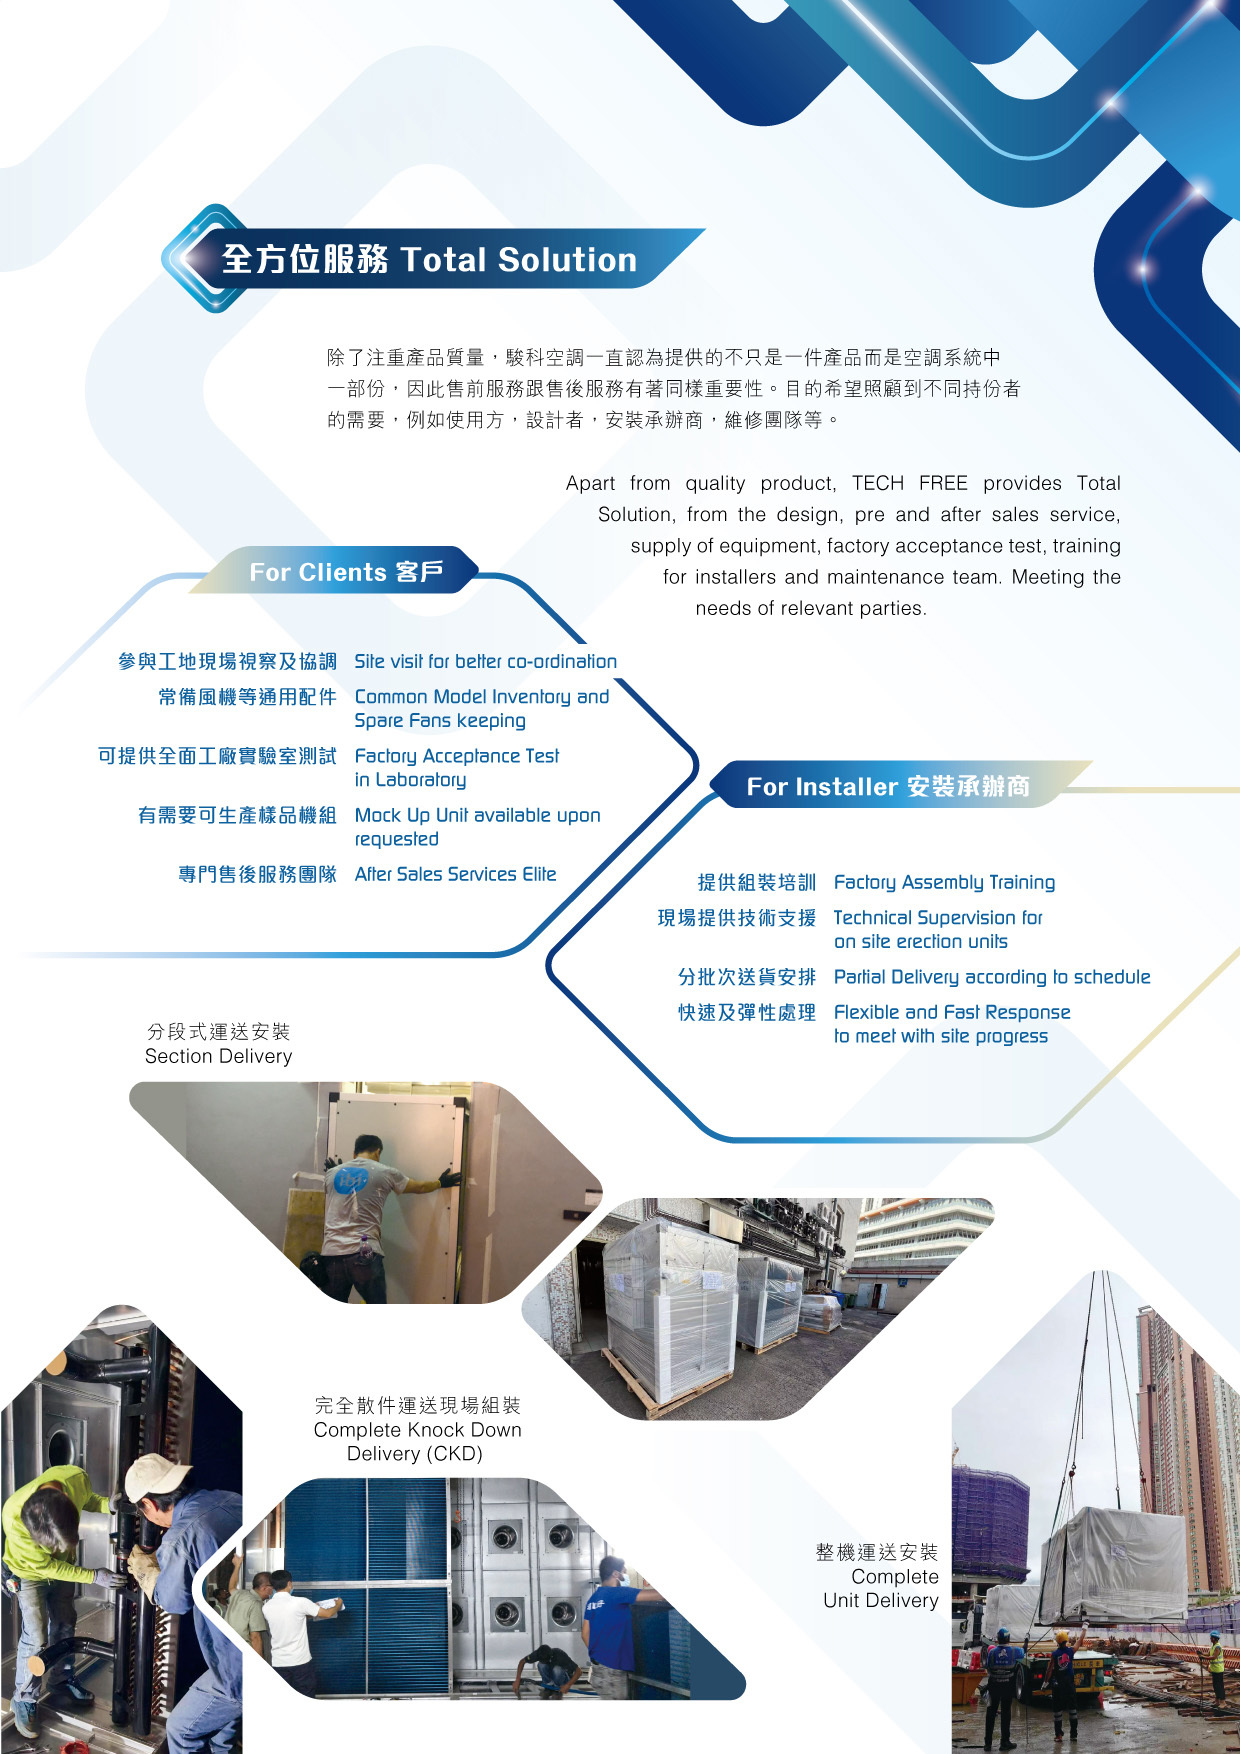 全方位服務 Total Solution
除了注重產品質量，駿科空調一直認為提供的不只是一件產品而是空調系統中
一部份，因此售前服務跟售後服務有著同樣重要性。目的希望照顧到不同持份者
的需要，例如使用方，設計者，安裝承辦商，維修團隊等。
Apart from quality product, TECH FREE provides Total
Solution, from the design, pre and after sales service,
supply of equipment, factory acceptance test, training
for installers and maintenance team. Meeting the
needs of relevant parties.
For Clients 客戶
參與工地現場視察及協調 Site visit for better co-ordination
常備風機等通用配件 Common Model Inventory and
Spare Fans keeping
可提供全面工廠實驗室測試 Factory Acceptance Test
in Laboratory
有需要可生產樣品機組 Mock Up Unit available upon
requested
專門售後服務團隊 After Sales Services Elite
For Installer 安裝承辦商
提供組裝培訓 Factory Assembly Training
現場提供技術支援 Technical Supervision for
on site erection units
分批次送貨安排 Partial Delivery according to schedule
快速及彈性處理 Flexible and Fast Response
to meet with site progress
分段式運送安裝
Section Delivery
完全散件運送現場組裝
Complete Knock Down
Delivery (CKD)
整機運送安裝
Complete
Unit Delivery